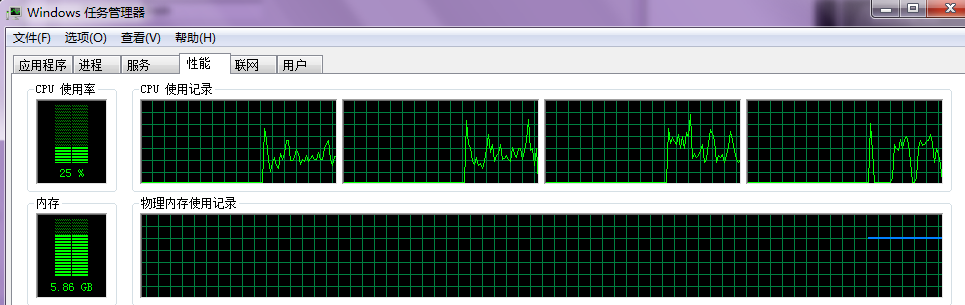 Windows 任务管理器
文件(F) 选项(O) 查看(V) 帮助(H)
应用程序 进程 服务 性能 联网 用户
CPU 使用率 CPU 使用记录
25 %
内存 物理内存使用记录
5.86 GB